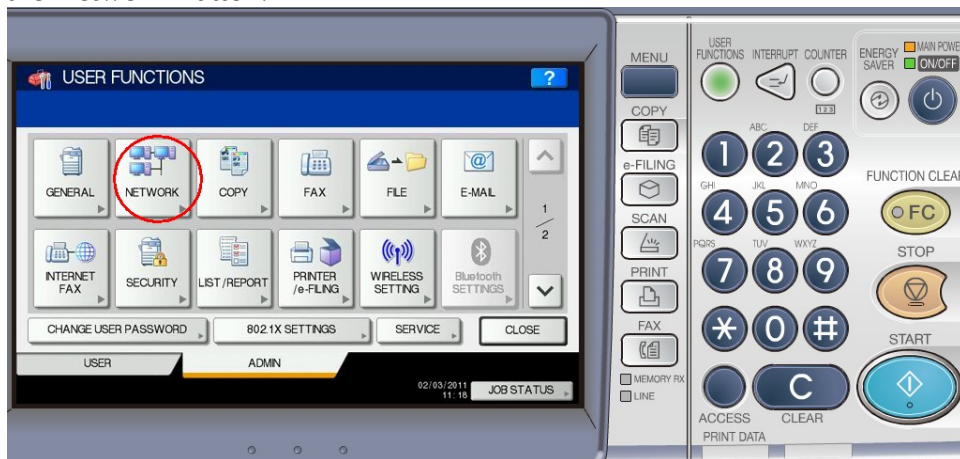 USER FUNCTIONS
?
GENERAL
NETWORK
COPY
FAX
FILE
E-MAIL
1
2
INTERNET
FAX
SECURITY
LIST/REPORT
PRINTER
/e-FILING
WIRELESS
SETTING
Bluetooth
SETTINGS
CHANGE USER PASSWORD
802.1X SETTINGS
SERVICE
CLOSE
USER
ADMIN
02/03/2011
11:16
JOB STATUS
MENU
COPY
e-FILING
SCAN
PRINT
FAX
MEMORY RX
LINE
USER
FUNCTIONS
INTERRUPT
COUNTER
123
ENERGY
SAVER
MAIN POWE
ON/OFF
ABC
DEF
1
2
3
GHI
JKL
MNO
4
5
6
PQRS
TUV
WXYZ
7
8
9
*
0
#
ACCESS
C
CLEAR
PRINT DATA
FUNCTION CLEAR
FC
STOP
START